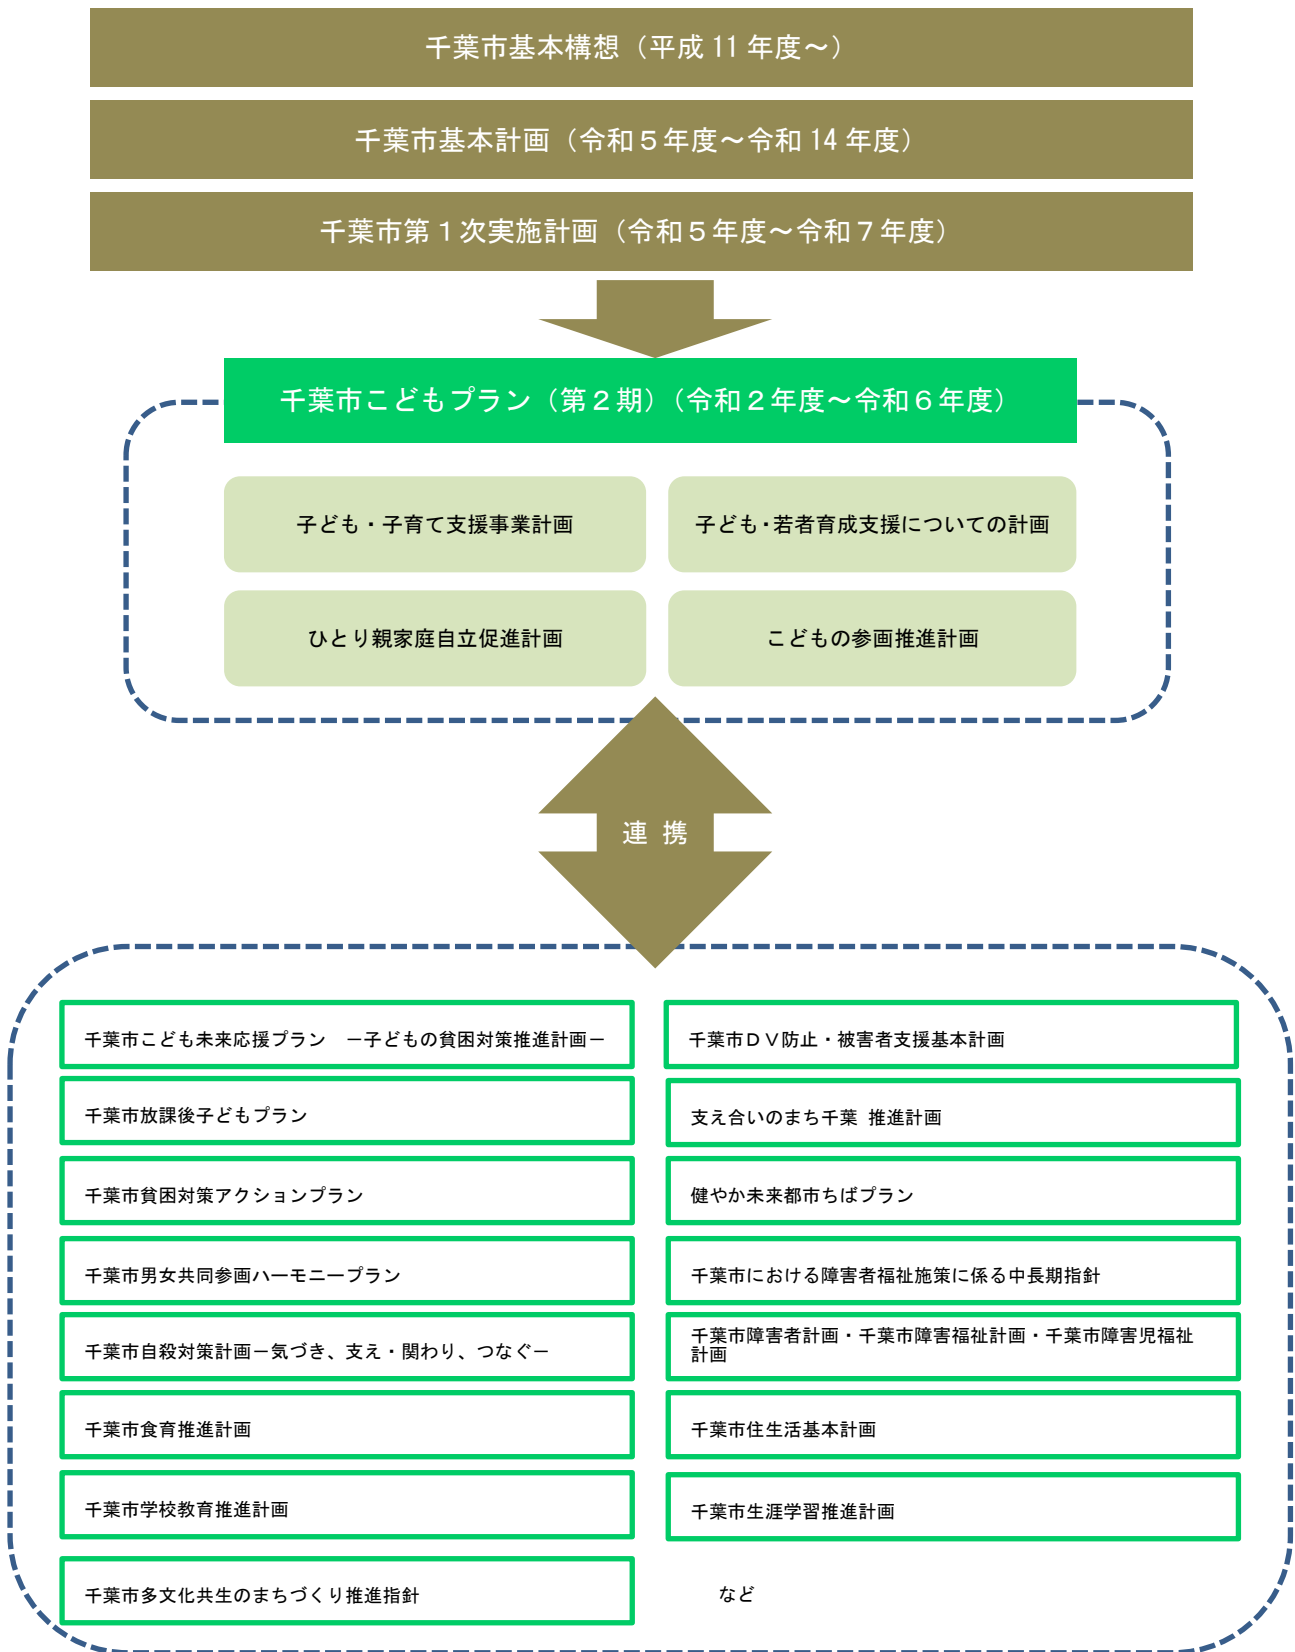 千葉市基本構想（平成 11 年度～）
千葉市基本計画（令和５年度～令和 14 年度）
千葉市第１次実施計画（令和５年度～令和７年度）
千葉市こどもプラン（第２期）（令和２年度～令和６年度）
子ども・子育て支援事業計画
子ども・若者育成支援についての計画
ひとり親家庭自立促進計画
こどもの参画推進計画
連 携
千葉市こども未来応援プラン　－子どもの貧困対策推進計画－
千葉市ＤＶ防止・被害者支援基本計画
千葉市放課後子どもプラン
支え合いのまち千葉 推進計画
千葉市貧困対策アクションプラン
健やか未来都市ちばプラン
千葉市男女共同参画ハーモニープラン
千葉市における障害者福祉施策に係る中長期指針
千葉市自殺対策計画－気づき、支え・関わり、つなぐ－
千葉市障害者計画・千葉市障害福祉計画・千葉市障害児福祉
計画
千葉市食育推進計画
千葉市住生活基本計画
千葉市学校教育推進計画
千葉市生涯学習推進計画
千葉市多文化共生のまちづくり推進指針
など